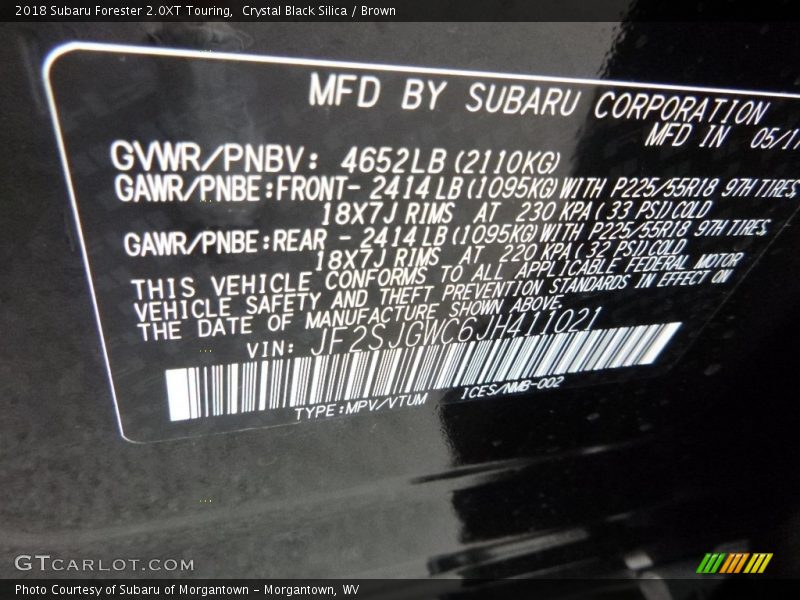 2018 Subaru Forester 2.0XT Touring,  Crystal Black Silica / Brown
MFD BY SUBARU CORPORATION
MFD IN 05/17
GVWR/PNBV: 4652LB (2110KG)
GAWR/PNBE:FRONT- 2414LB (1095KG) WITH P225/55R18 97H TIRES,
18X7J RIMS AT 230 KPA ( 33 PSI) COLD
GAWR/PNBE:REAR - 2414LB (1095KG) WITH P225/55R18 97H TIRES,
18X7J RIMS AT 220 KPA ( 32 PSI) COLD
THIS VEHICLE CONFORMS TO ALL APPLICABLE FEDERAL MOTOR
VEHICLE SAFETY AND THEFT PREVENTION STANDARDS IN EFFECT ON
THE DATE OF MANUFACTURE SHOWN ABOVE.
VIN: JF2SJGWC6JH411021
TYPE:MPV/VTUM ICES/NMB-002
GTCARLOT.COM
Photo Courtesy of Subaru of Morgantown - Morgantown, WV